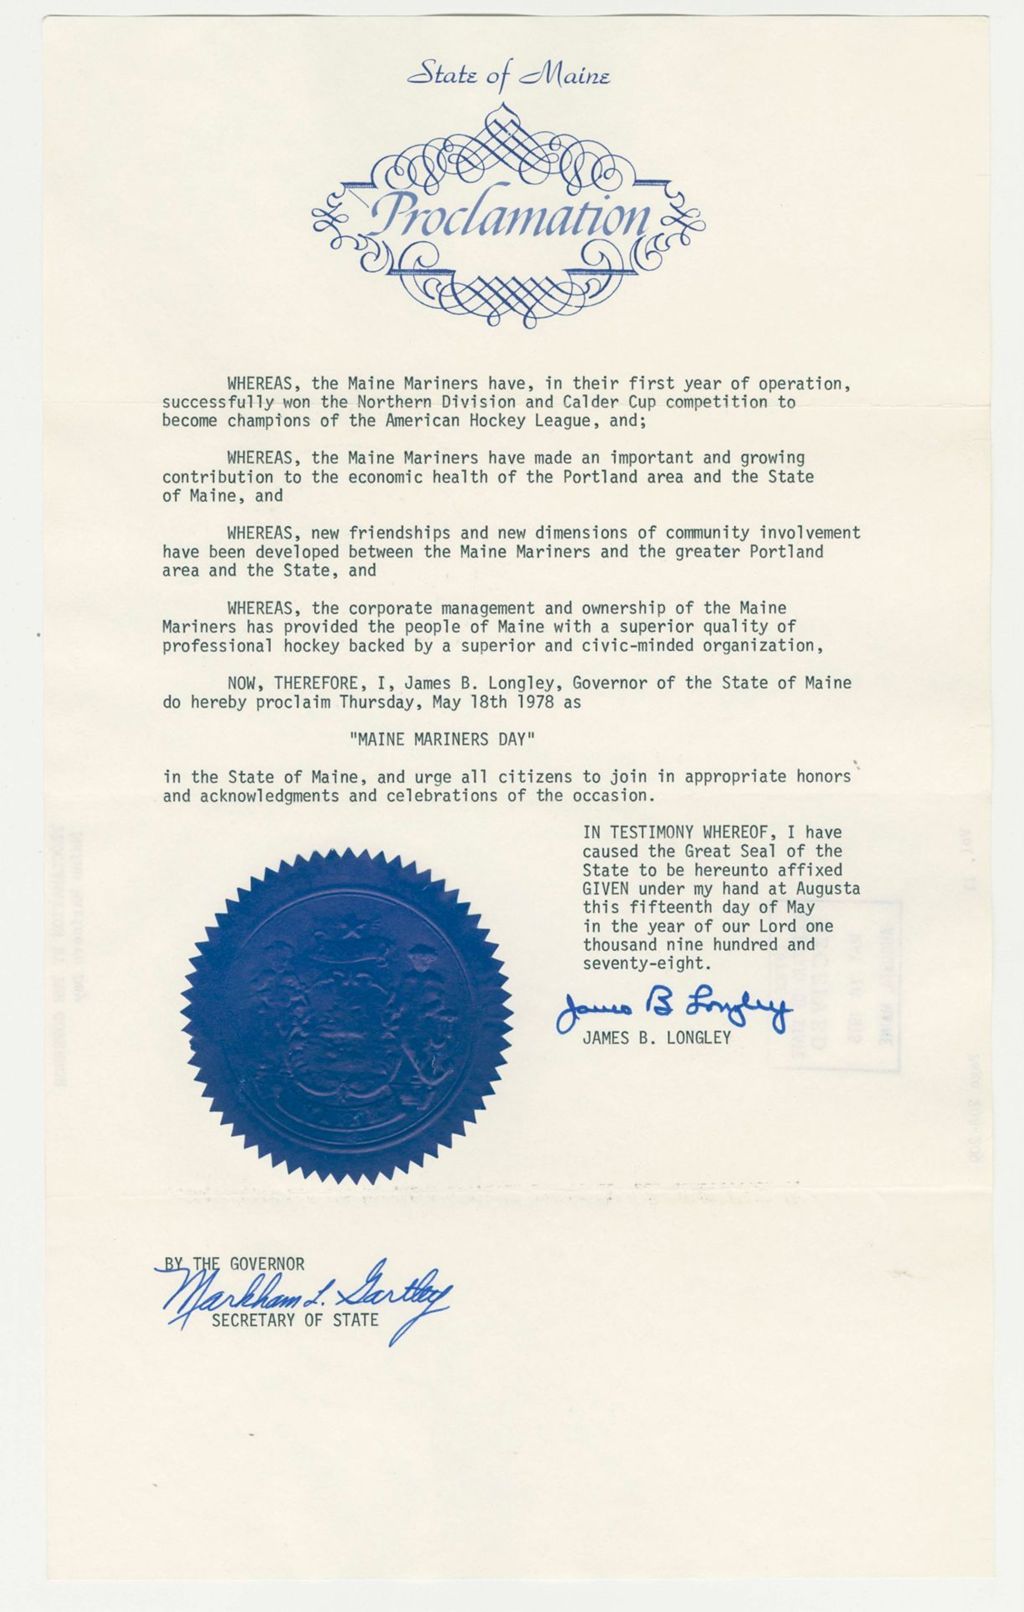 State of Maine
Proclamation
WHEREAS, the Maine Mariners have, in their first year of operation,
successfully won the Northern Division and Calder Cup competition to
become champions of the American Hockey League, and;
WHEREAS, the Maine Mariners have made an important and growing
contribution to the economic health of the Portland area and the State
of Maine, and
WHEREAS, new friendships and new dimensions of community involvement
have been developed between the Maine Mariners and the greater Portland
area and the State, and
WHEREAS, the corporate management and ownership of the Maine
Mariners has provided the people of Maine with a superior quality of
professional hockey backed by a superior and civic-minded organization,
NOW, THEREFORE, I, James B. Longley, Governor of the State of Maine
do hereby proclaim Thursday, May 18th 1978 as
"MAINE MARINERS DAY"
in the State of Maine, and urge all citizens to join in appropriate honors
and acknowledgments and celebrations of the occasion.
IN TESTIMONY WHEREOF, I have
caused the Great Seal of the
State to be hereunto affixed
GIVEN under my hand at Augusta
this fifteenth day of May
in the year of our Lord one
thousand nine hundred and
seventy-eight.
James B Longley
JAMES B. LONGLEY
BY THE GOVERNOR
Markham L. Gartley
SECRETARY OF STATE